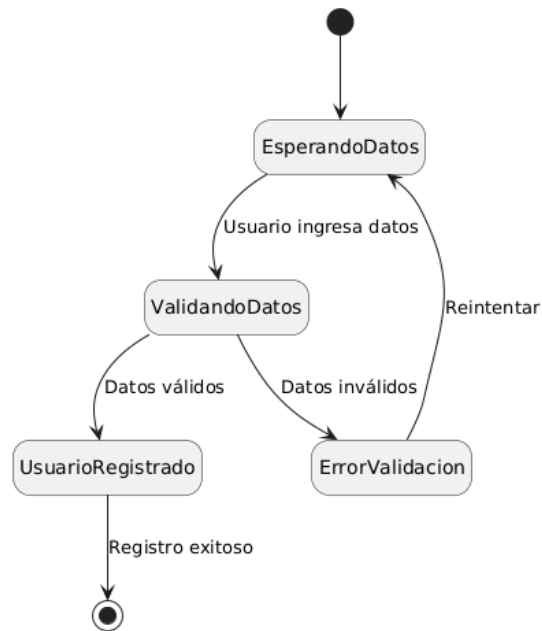 EsperandoDatos
Usuario ingresa datos
ValidandoDatos
Reintentar
Datos válidos
Datos inválidos
UsuarioRegistrado
ErrorValidacion
Registro exitoso